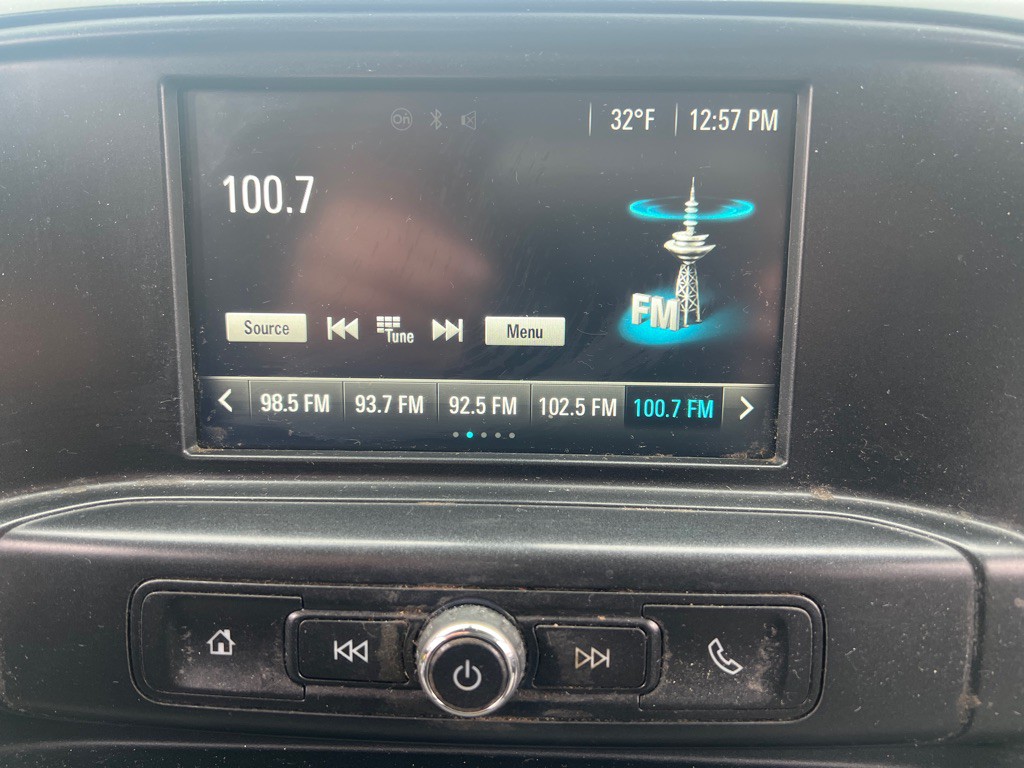 On 32°F 12:57 PM
100.7
FM
Source Tune Menu
98.5 FM 93.7 FM 92.5 FM 102.5 FM 100.7 FM